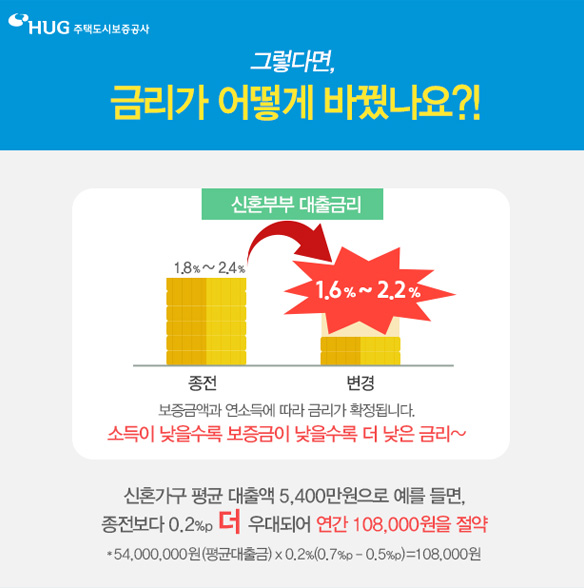 HUG 주택도시보증공사
그렇다면,
금리가 어떻게 바꼈나요?!
신혼부부 대출금리
1.8%~2.4%
1.6%~2.2%
종전
변경
보증금액과 연소득에 따라 금리가 확정됩니다.
소득이 낮을수록 보증금이 낮을수록 더 낮은 금리~
신혼가구 평균 대출액 5,400만원으로 예를 들면,
종전보다 0.2%p 더 우대되어 연간 108,000원을 절약
*54,000,000원(평균대출금) x 0.2%(0.7%p - 0.5%p)=108,000원